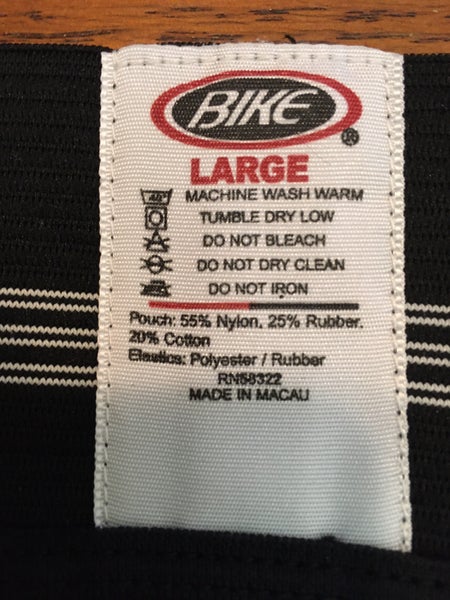 BIKE ®
LARGE
MACHINE WASH WARM
TUMBLE DRY LOW
DO NOT BLEACH
DO NOT DRY CLEAN
DO NOT IRON
Pouch: 55% Nylon, 25% Rubber,
20% Cotton
Elastics: Polyester / Rubber
RN58322
MADE IN MACAU